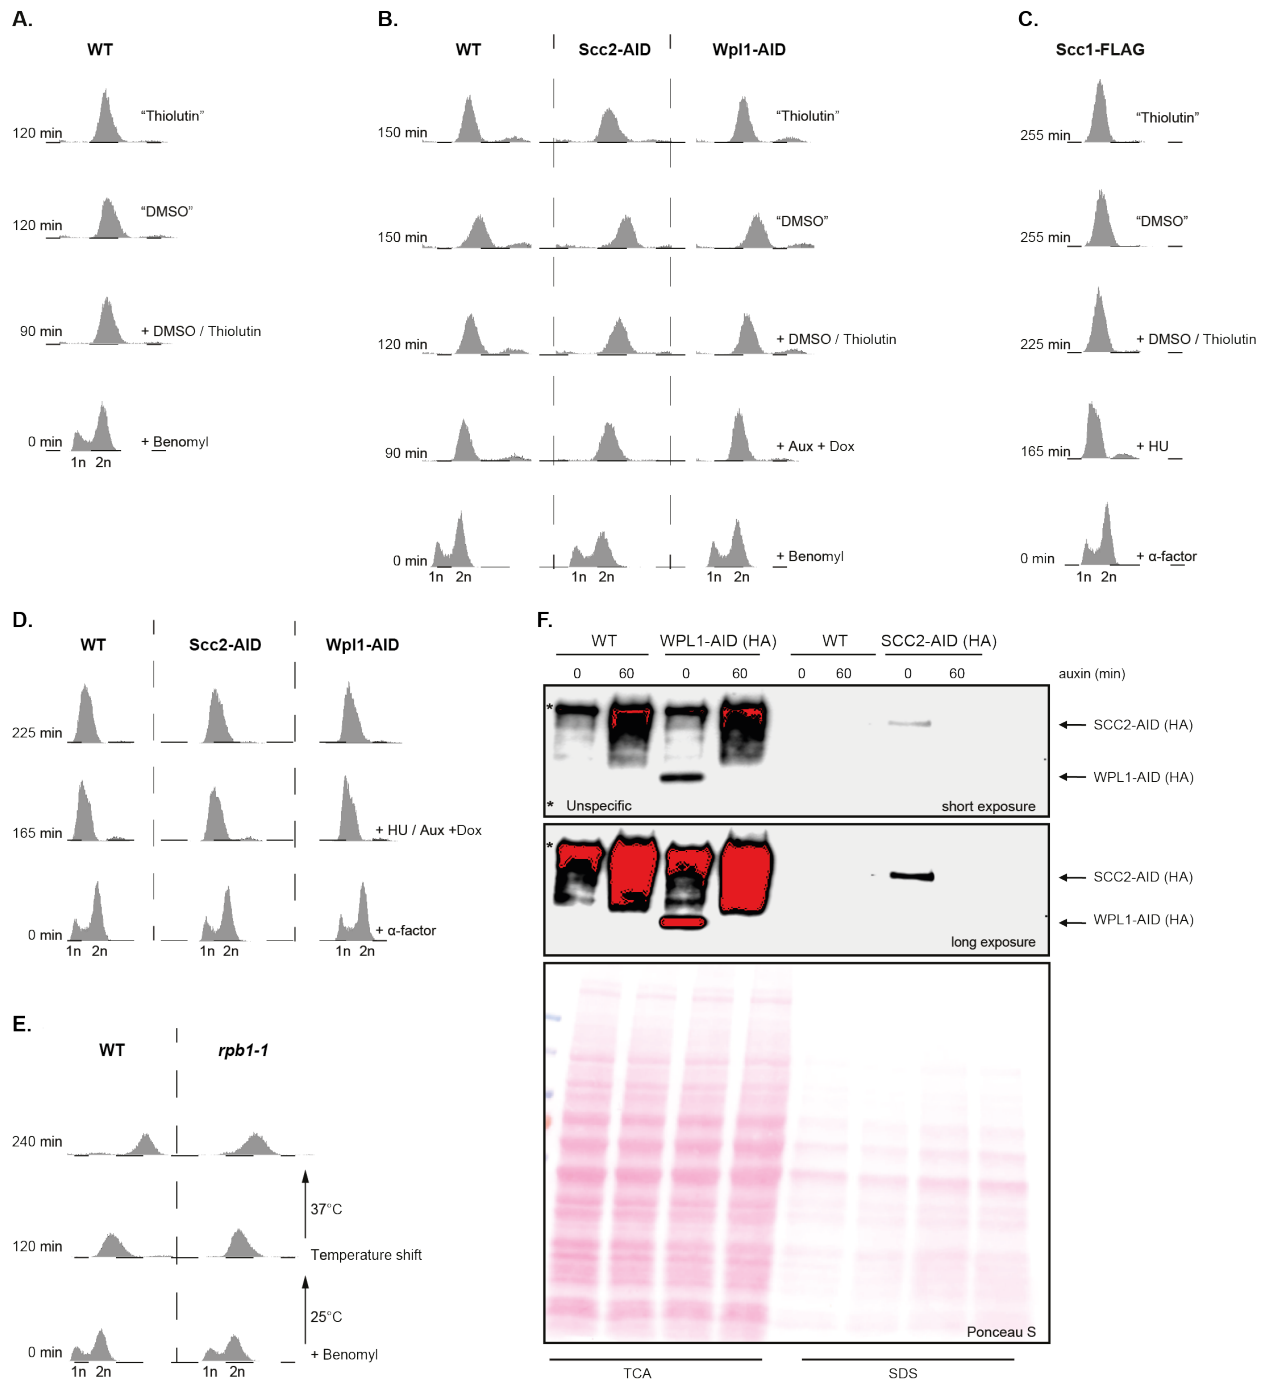 A.
WT
120 min
"Thiolutin"
120 min
"DMSO"
90 min
+ DMSO / Thiolutin
0 min
+ Benomyl
1n 2n
B.
WT Scc2-AID Wpl1-AID
150 min
"Thiolutin"
150 min
"DMSO"
120 min
+ DMSO / Thiolutin
90 min
+ Aux + Dox
0 min
+ Benomyl
1n 2n 1n 2n 1n 2n
C.
Scc1-FLAG
255 min
"Thiolutin"
255 min
"DMSO"
225 min
+ DMSO / Thiolutin
165 min
+ HU
0 min
+ α-factor
1n 2n
D.
WT Scc2-AID Wpl1-AID
225 min
165 min
+ HU / Aux +Dox
0 min
+ α-factor
1n 2n 1n 2n 1n 2n
E.
WT rpb1-1
240 min
37°C
120 min
Temperature shift
25°C
0 min
+ Benomyl
1n 2n 1n 2n
F.
WT WPL1-AID (HA) WT SCC2-AID (HA)
0 60 0 60 0 60 0 60 auxin (min)
*
SCC2-AID (HA)
WPL1-AID (HA)
* Unspecific short exposure
*
SCC2-AID (HA)
WPL1-AID (HA)
long exposure
Ponceau S
TCA SDS